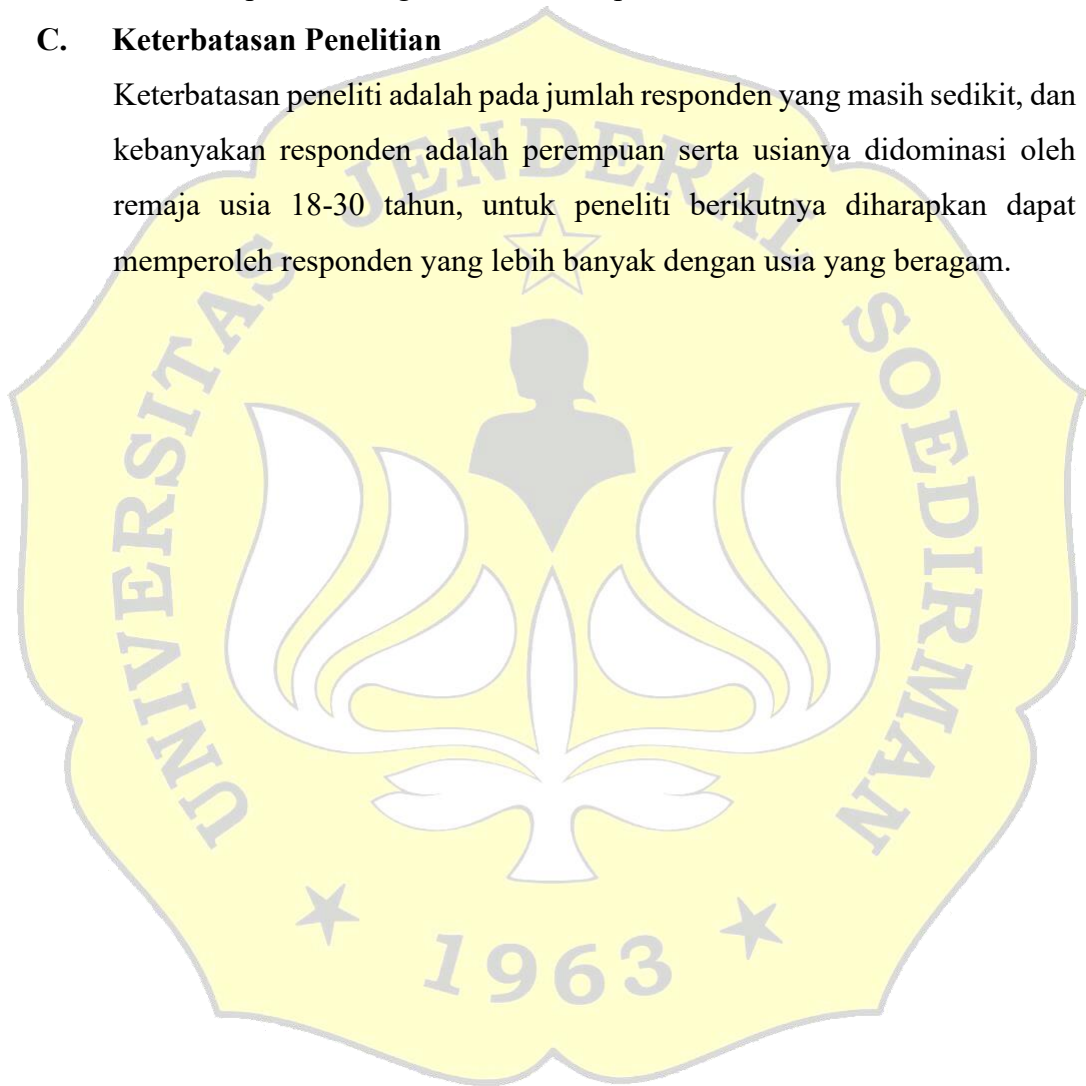 C. Keterbatasan Penelitian
Keterbatasan peneliti adalah pada jumlah responden yang masih sedikit, dan
kebanyakan responden adalah perempuan serta usianya didominasi oleh
remaja usia 18-30 tahun, untuk peneliti berikutnya diharapkan dapat
memperoleh responden yang lebih banyak dengan usia yang beragam.
UNIVERSITAS JENDERAL SOEDIRMAN
1963